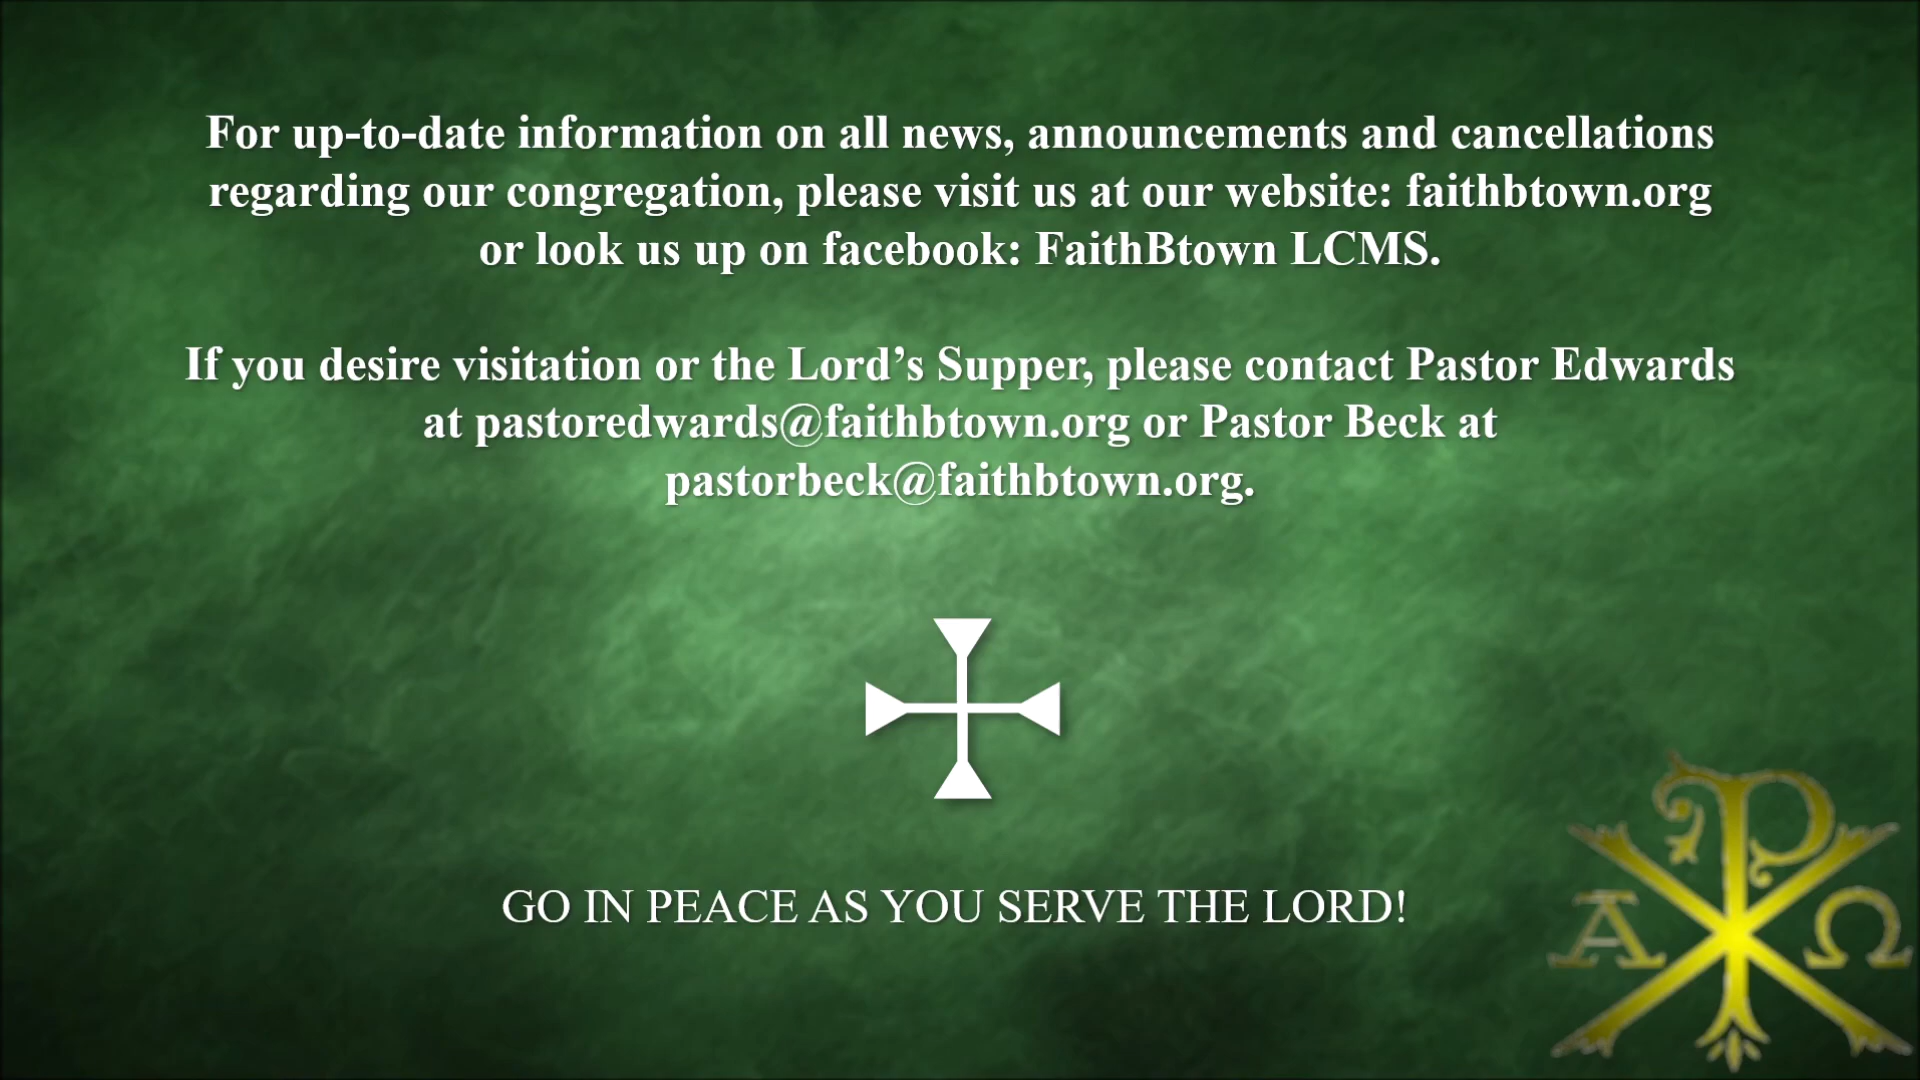 For up-to-date information on all news, announcements and cancellations
regarding our congregation, please visit us at our website: faithbtown.org
or look us up on facebook: FaithBtown LCMS.
If you desire visitation or the Lord’s Supper, please contact Pastor Edwards
at pastoredwards@faithbtown.org or Pastor Beck at
pastorbeck@faithbtown.org.
GO IN PEACE AS YOU SERVE THE LORD!
Α Ω